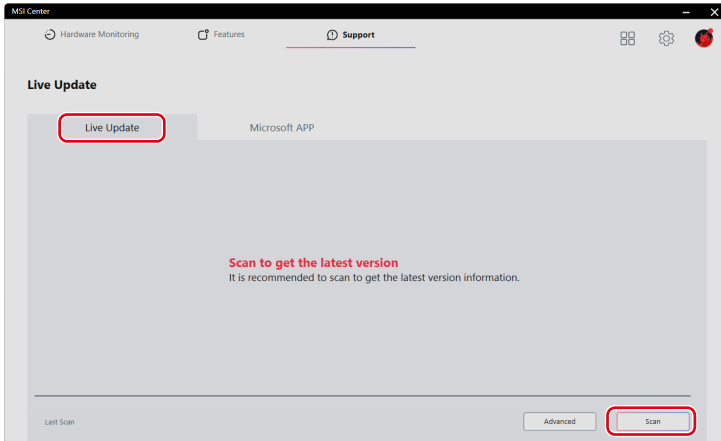 MSI Center
Hardware Monitoring
Features
Support
Live Update
Live Update
Microsoft APP
Scan to get the latest version
It is recommended to scan to get the latest version information.
Last Scan
Advanced
Scan